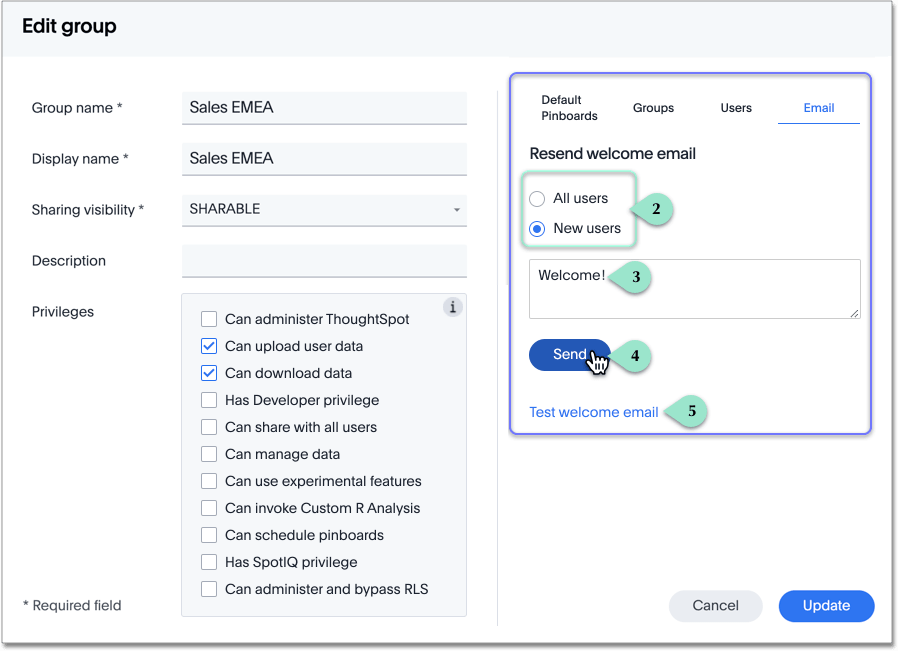 Edit group
Group name *
Sales EMEA
Display name *
Sales EMEA
Sharing visibility *
SHARABLE
Description
Privileges
i
Can administer ThoughtSpot
Can upload user data
Can download data
Has Developer privilege
Can share with all users
Can manage data
Can use experimental features
Can invoke Custom R Analysis
Can schedule pinboards
Has SpotIQ privilege
Can administer and bypass RLS
* Required field
Default
Pinboards
Groups
Users
Email
Resend welcome email
All users
New users
2
Welcome!
3
Send
4
Test welcome email
5
Cancel
Update